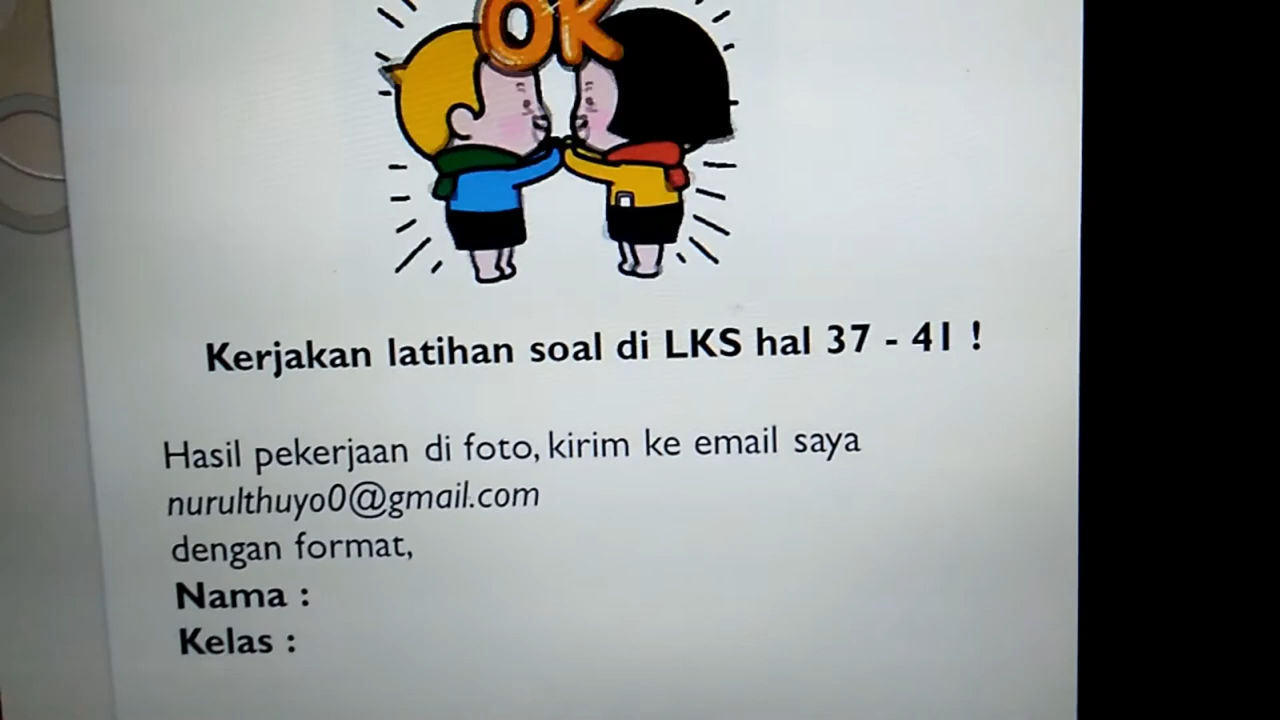 OK
Kerjakan latihan soal di LKS hal 37 - 41 !
Hasil pekerjaan di foto, kirim ke email saya
nurulthuyo0@gmail.com
dengan format,
Nama :
Kelas :